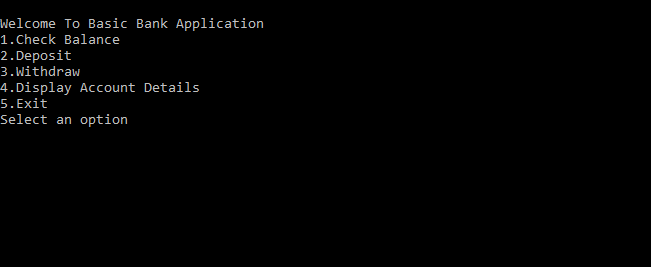 Welcome To Basic Bank Application
1.Check Balance
2.Deposit
3.Withdraw
4.Display Account Details
5.Exit
Select an option